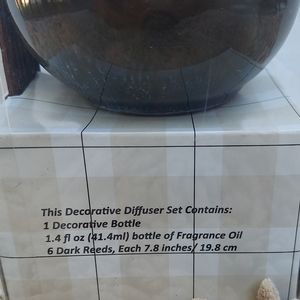 This Decorative Diffuser Set Contains:
1 Decorative Bottle
1.4 fl oz (41.4ml) bottle of Fragrance Oil
6 Dark Reeds, Each 7.8 inches/ 19.8 cm